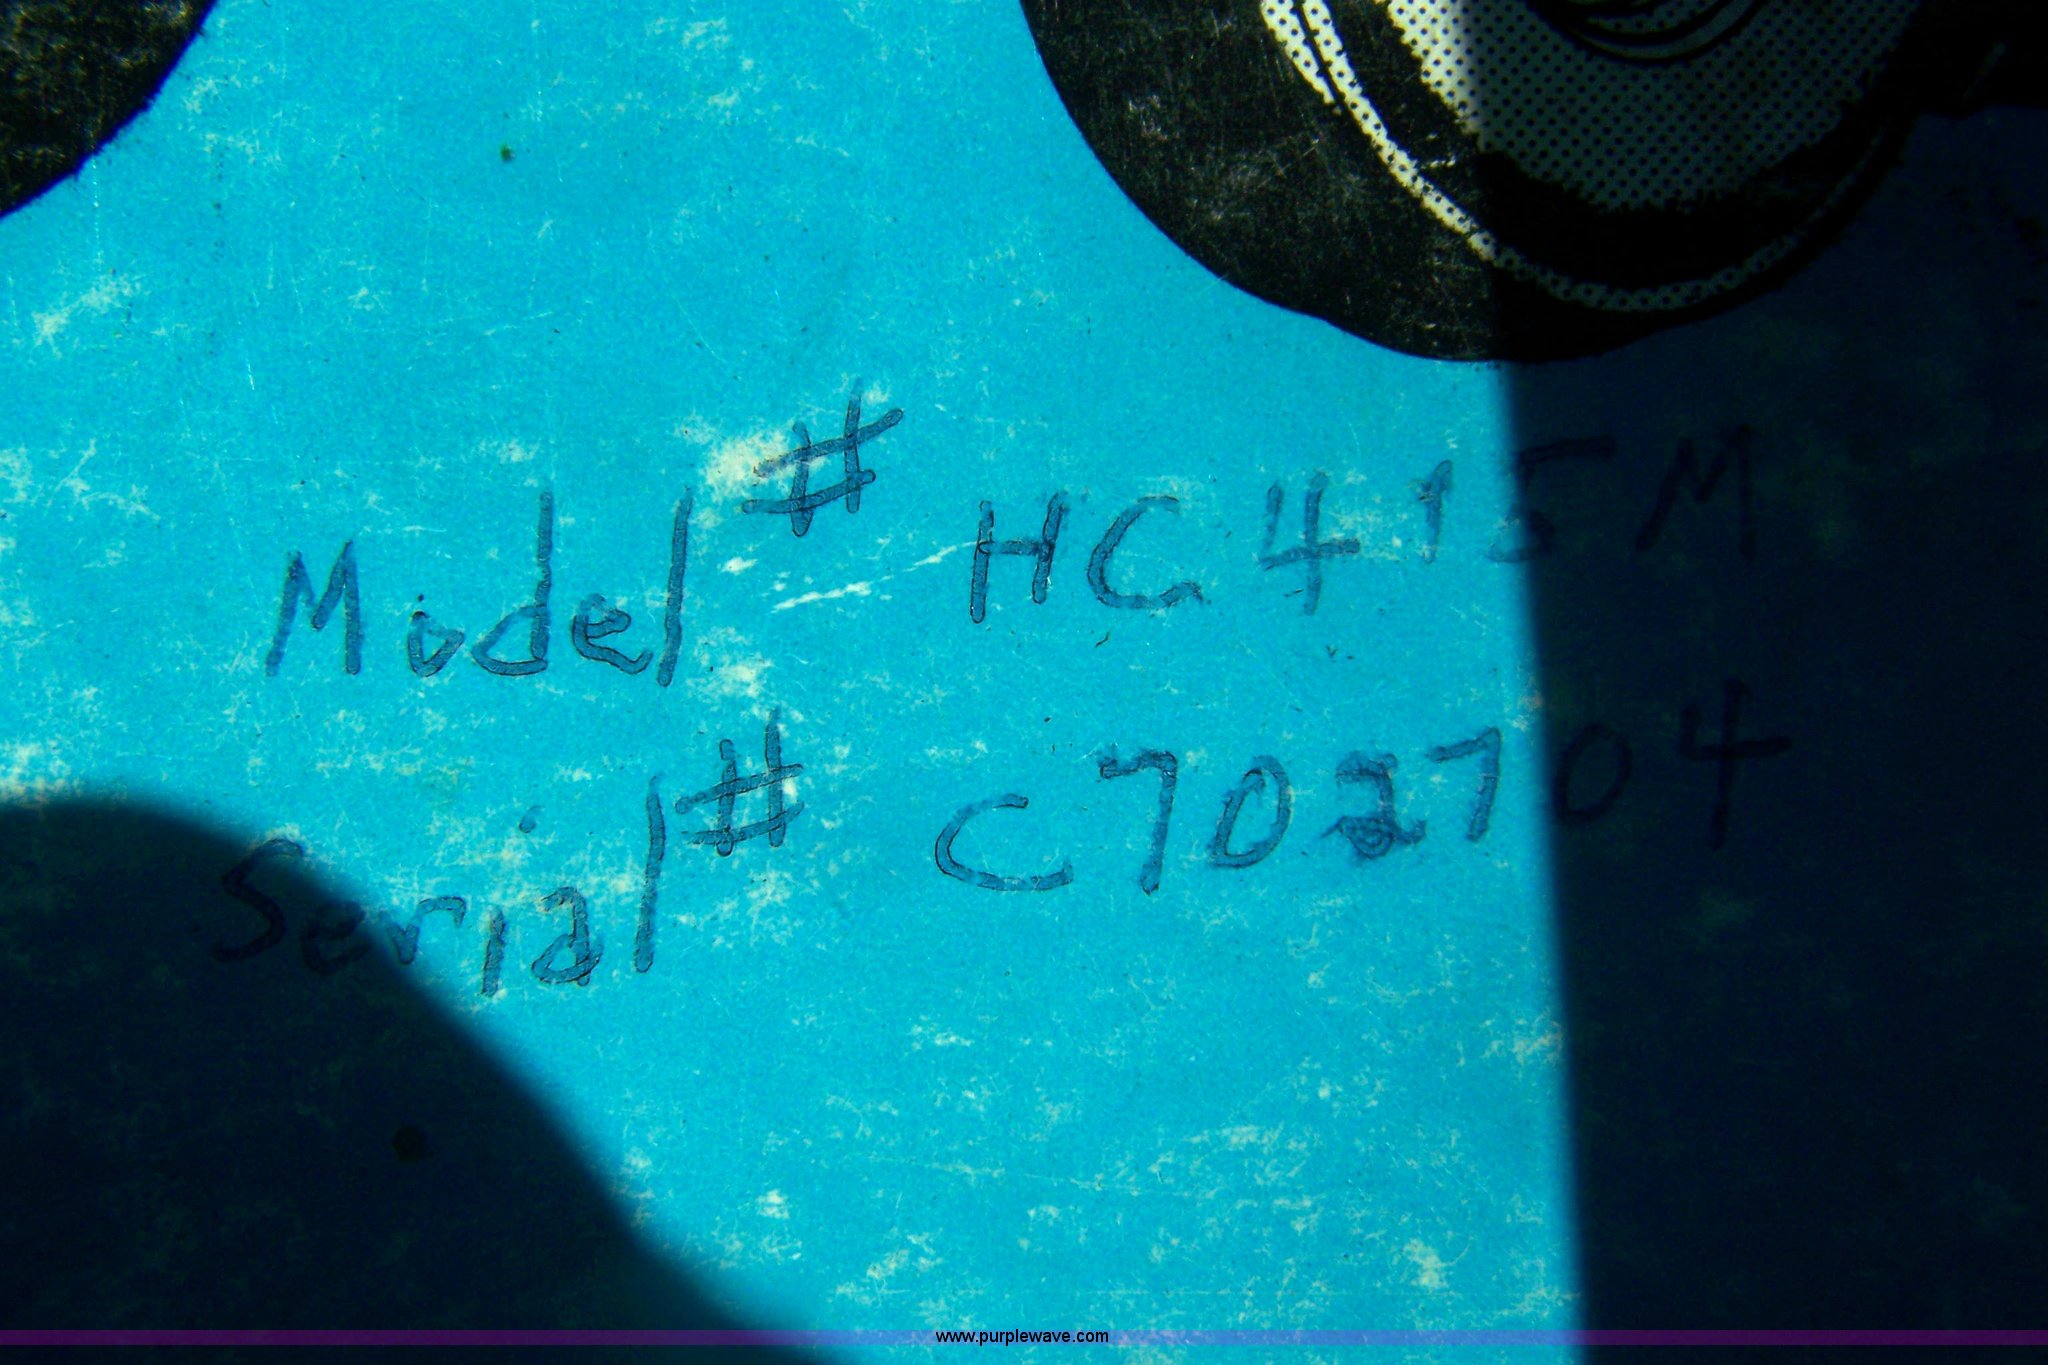 Model # HC415M
Serial # C702704
www.purplewave.com